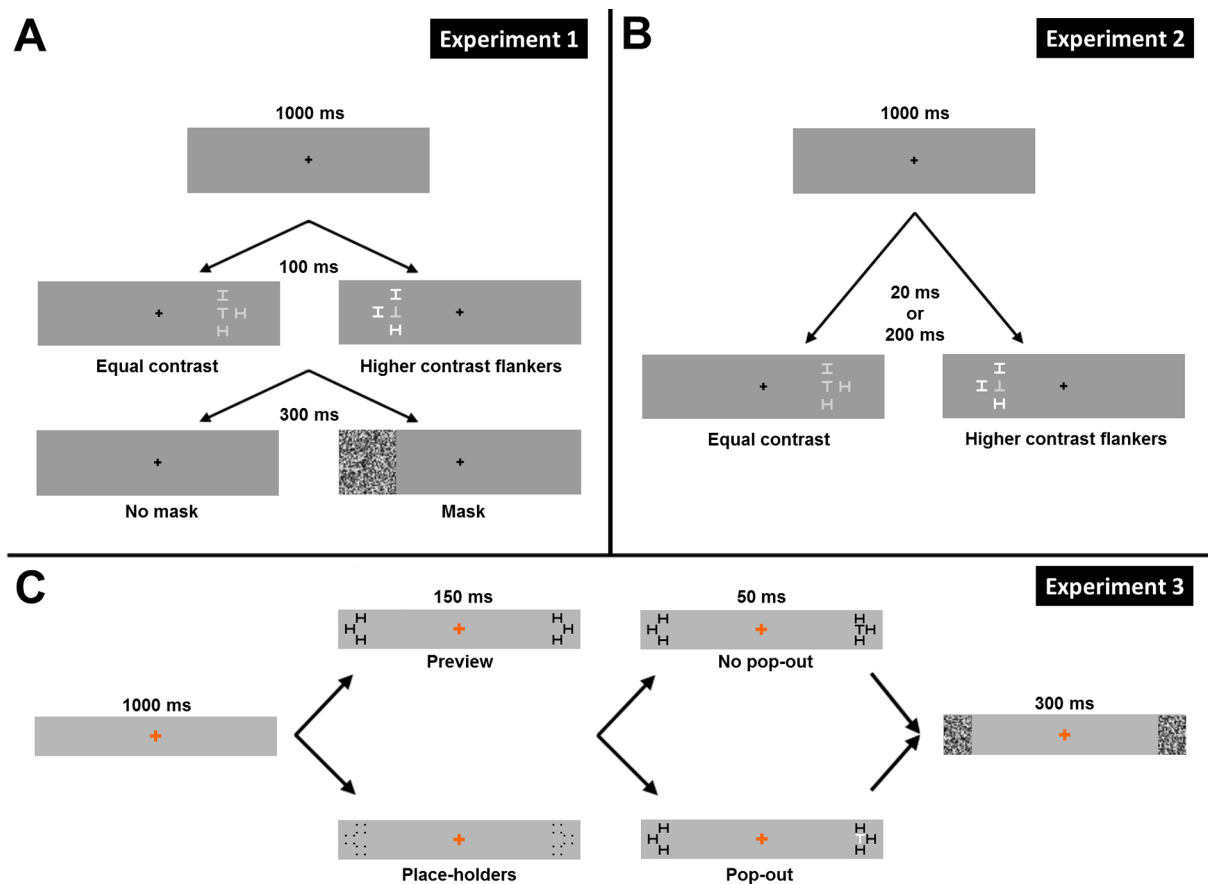 A
Experiment 1
1000 ms
100 ms
I
T H
H
I
I T
H
Equal contrast
Higher contrast flankers
300 ms
No mask
Mask
B
Experiment 2
1000 ms
20 ms
or
200 ms
I
T H
H
I
H T
H
Equal contrast
Higher contrast flankers
C
Experiment 3
1000 ms
150 ms
H
H
H
H
H
H
Preview
Place-holders
50 ms
H
H
H
H
T H
H
No pop-out
H
H
H
H
T H
H
Pop-out
300 ms